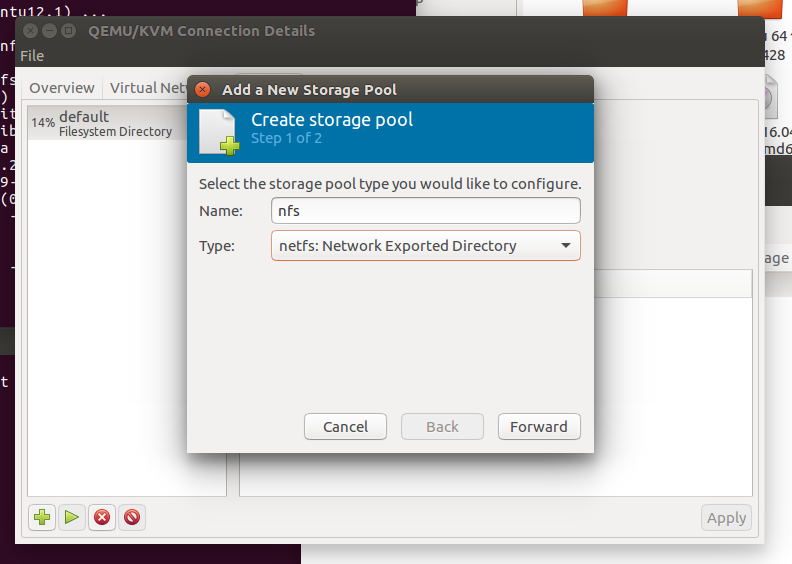 ntu12.1) ...
QEMU/KVM Connection Details
File
Overview
Virtual Net
14%
default
Filesystem Directory
Add a New Storage Pool
Create storage pool
Step 1 of 2
Select the storage pool type you would like to configure.
Name:
nfs
Type:
netfs: Network Exported Directory
Cancel
Back
Forward
Apply
nf
fs
)
it
ib
a
.2
9-
(0
t
u 64
428
16.04
md6
age